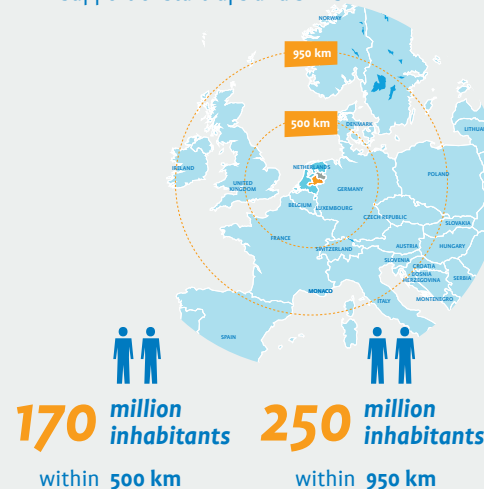 NORWAY
950 km
500 km
DENMARK
LITHUA
IRELAND
NETHERLANDS
POLAND
UNITED
KINGDOM
GERMANY
BELGIUM
LUXEMBOURG
CZECH REPUBLIC
SLOVAKIA
FRANCE
SWITZERLAND
AUSTRIA
HUNGARY
SLOVENIA
CROATIA
BOSNIA
HERZEGOVINA
SERBIA
MONACO
ITALY
MONTENEGRO
SPAIN
170 million
inhabitants
within 500 km
250 million
inhabitants
within 950 km